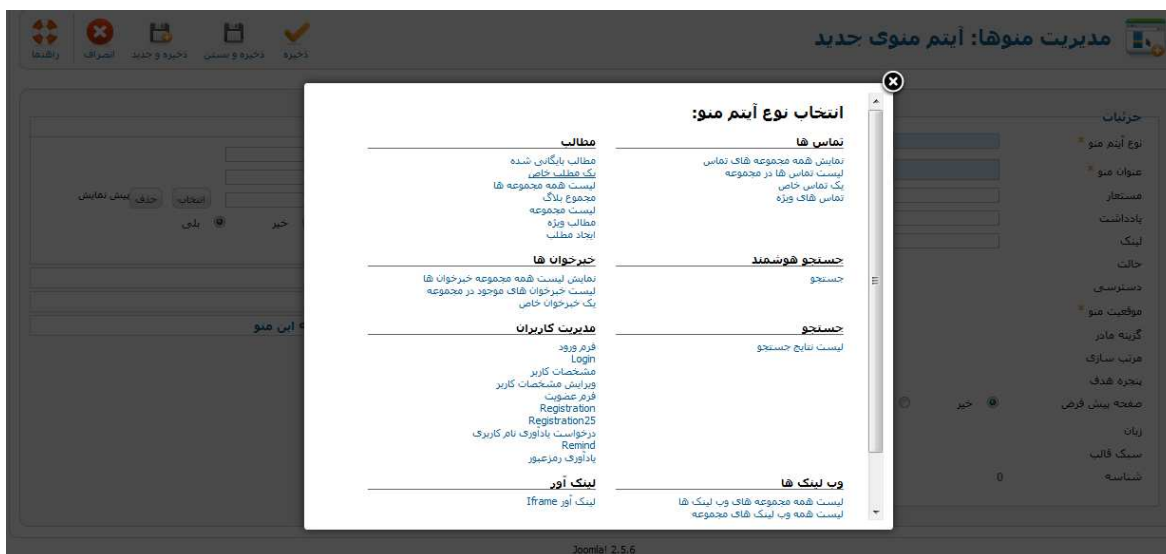 مدیریت منوها: آیتم منوی جدید
ذخیره
ذخیره و بستن
ذخیره و جدید
انصراف
راهنما
جزئیات
نوع آیتم منو *
عنوان منو *
مستعار
یادداشت
لینک
حالت
دسترسی
موقعیت منو *
گزینه مادر
مرتب سازی
پنجره هدف
صفحه پیش فرض
خیر
زبان
سبک قالب
شناسه
0
انتخاب نوع آیتم منو:
تماس ها
نمایش همه مجموعه های تماس
لیست تماس ها در مجموعه
یک تماس خاص
تماس های ویژه
مطالب
مطالب بایگانی شده
یک مطلب خاص
لیست همه مجموعه ها
مجموع بلاگ
لیست مجموعه
مطالب ویژه
ایجاد مطلب
جستجو هوشمند
جستجو
خبرخوان ها
نمایش لیست همه مجموعه خبرخوان ها
لیست خبرخوان های موجود در مجموعه
یک خبرخوان خاص
جستجو
لیست نتایج جستجو
مدیریت کاربران
فرم ورود
Login
مشخصات کاربر
ویرایش مشخصات کاربر
فرم عضویت
Registration
Registration25
درخواست یادآوری نام کاربری
Remind
یادآوری رمزعبور
وب لینک ها
لیست همه مجموعه های وب لینک ها
لیست همه وب لینک های مجموعه
لینک آور
لینک آور Iframe
انتخاب
حذف
پیش نمایش
خیر
بلی
این منو
Joomla! 2.5.6